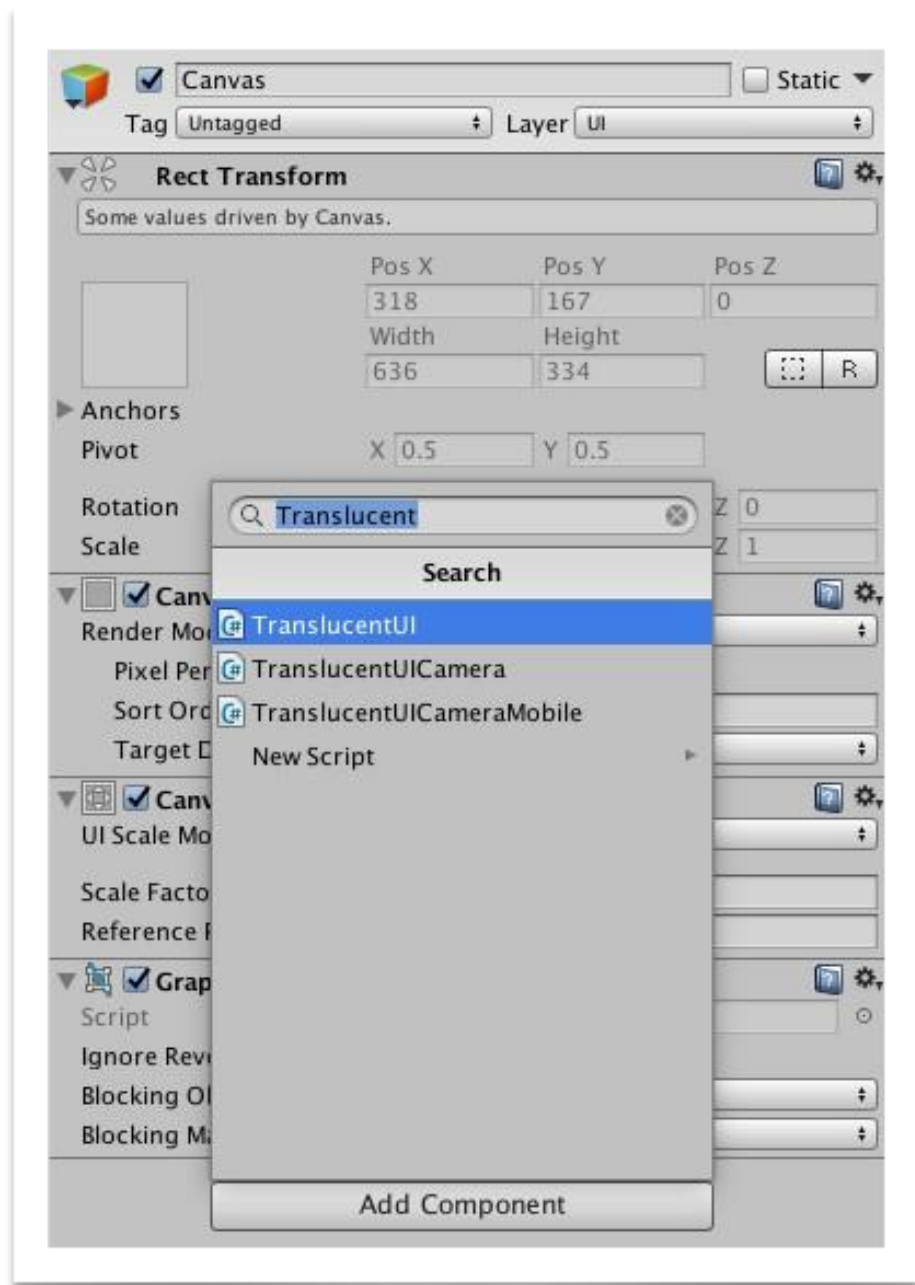 Canvas Static
Tag Untagged Layer UI
Rect Transform
Some values driven by Canvas.
Pos X Pos Y Pos Z
318 167 0
Width Height
636 334
R
Anchors
Pivot X 0.5 Y 0.5
Rotation Z 0
Scale Z 1
Translucent
Search
TranslucentUI
TranslucentUICamera
TranslucentUICameraMobile
New Script
Canv
Render Mo
Pixel Per
Sort Ord
Target D
Canv
UI Scale Mo
Scale Facto
Reference R
Grap
Script
Ignore Reve
Blocking Ob
Blocking Ma
Add Component